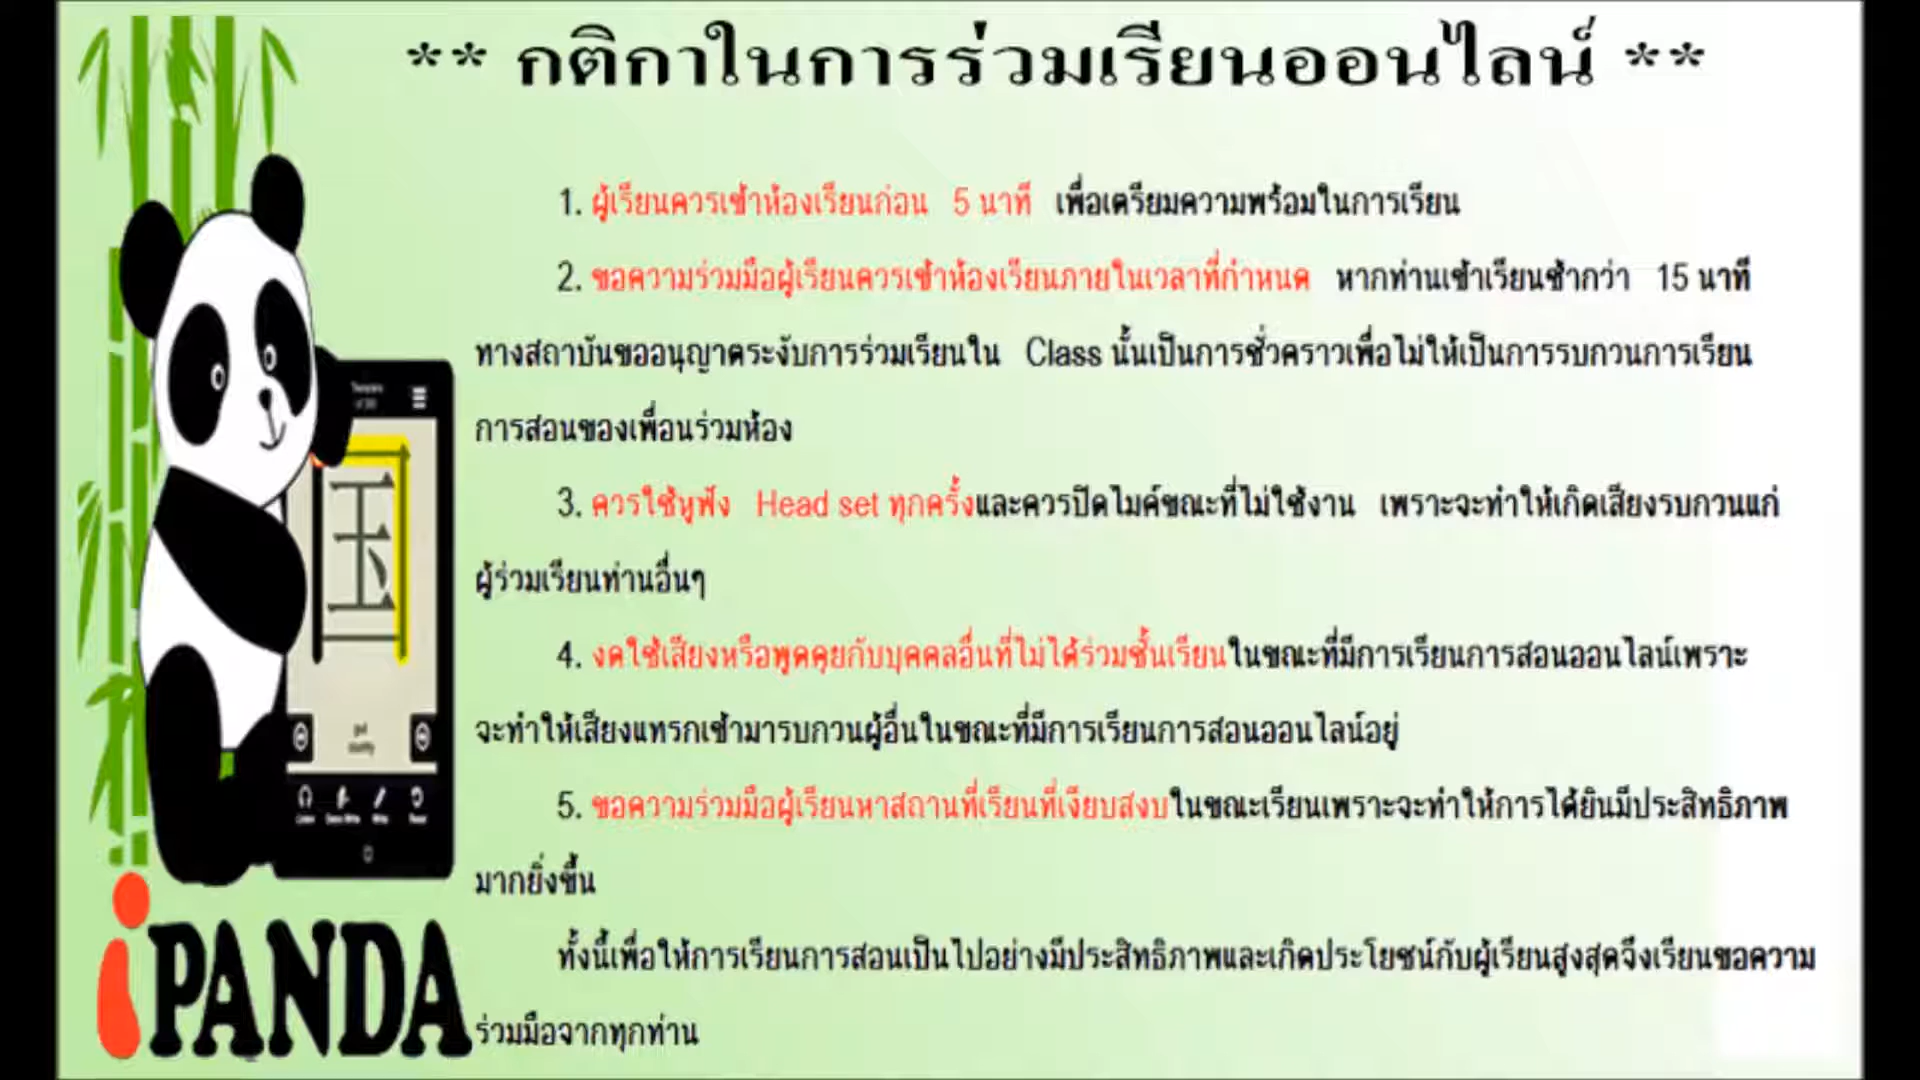 ** กติกาในการร่วมเรียนออนไลน์ **
1. ผู้เรียนควรเข้าห้องเรียนก่อน 5 นาที เพื่อเตรียมความพร้อมในการเรียน
2. ขอความร่วมมือผู้เรียนควรเข้าห้องเรียนภายในเวลาที่กำหนด หากท่านเข้าเรียนช้ากว่า 15 นาที
ทางสถาบันขออนุญาตระงับการร่วมเรียนใน Class นั้นเป็นการชั่วคราวเพื่อไม่ให้เป็นการรบกวนการเรียน
การสอนของเพื่อนร่วมห้อง
3. ควรใช้หูฟัง Head set ทุกครั้งและควรปิดไมค์ขณะที่ไม่ใช้งาน เพราะจะทำให้เกิดเสียงรบกวนแก่
ผู้ร่วมเรียนท่านอื่นๆ
4. งดใช้เสียงหรือพูดคุยกับบุคคลอื่นที่ไม่ได้ร่วมชั้นเรียนในขณะที่มีการเรียนการสอนออนไลน์เพราะ
จะทำให้เสียงแทรกเข้ามารบกวนผู้อื่นในขณะที่มีการเรียนการสอนออนไลน์อยู่
5. ขอความร่วมมือผู้เรียนหาสถานที่เรียนที่เงียบสงบในขณะเรียนเพราะจะทำให้การได้ยินมีประสิทธิภาพ
มากยิ่งขึ้น
ทั้งนี้เพื่อให้การเรียนการสอนเป็นไปอย่างมีประสิทธิภาพและเกิดประโยชน์กับผู้เรียนสูงสุดจึงเรียนขอความ
ร่วมมือจากทุกท่าน
国
iPANDA